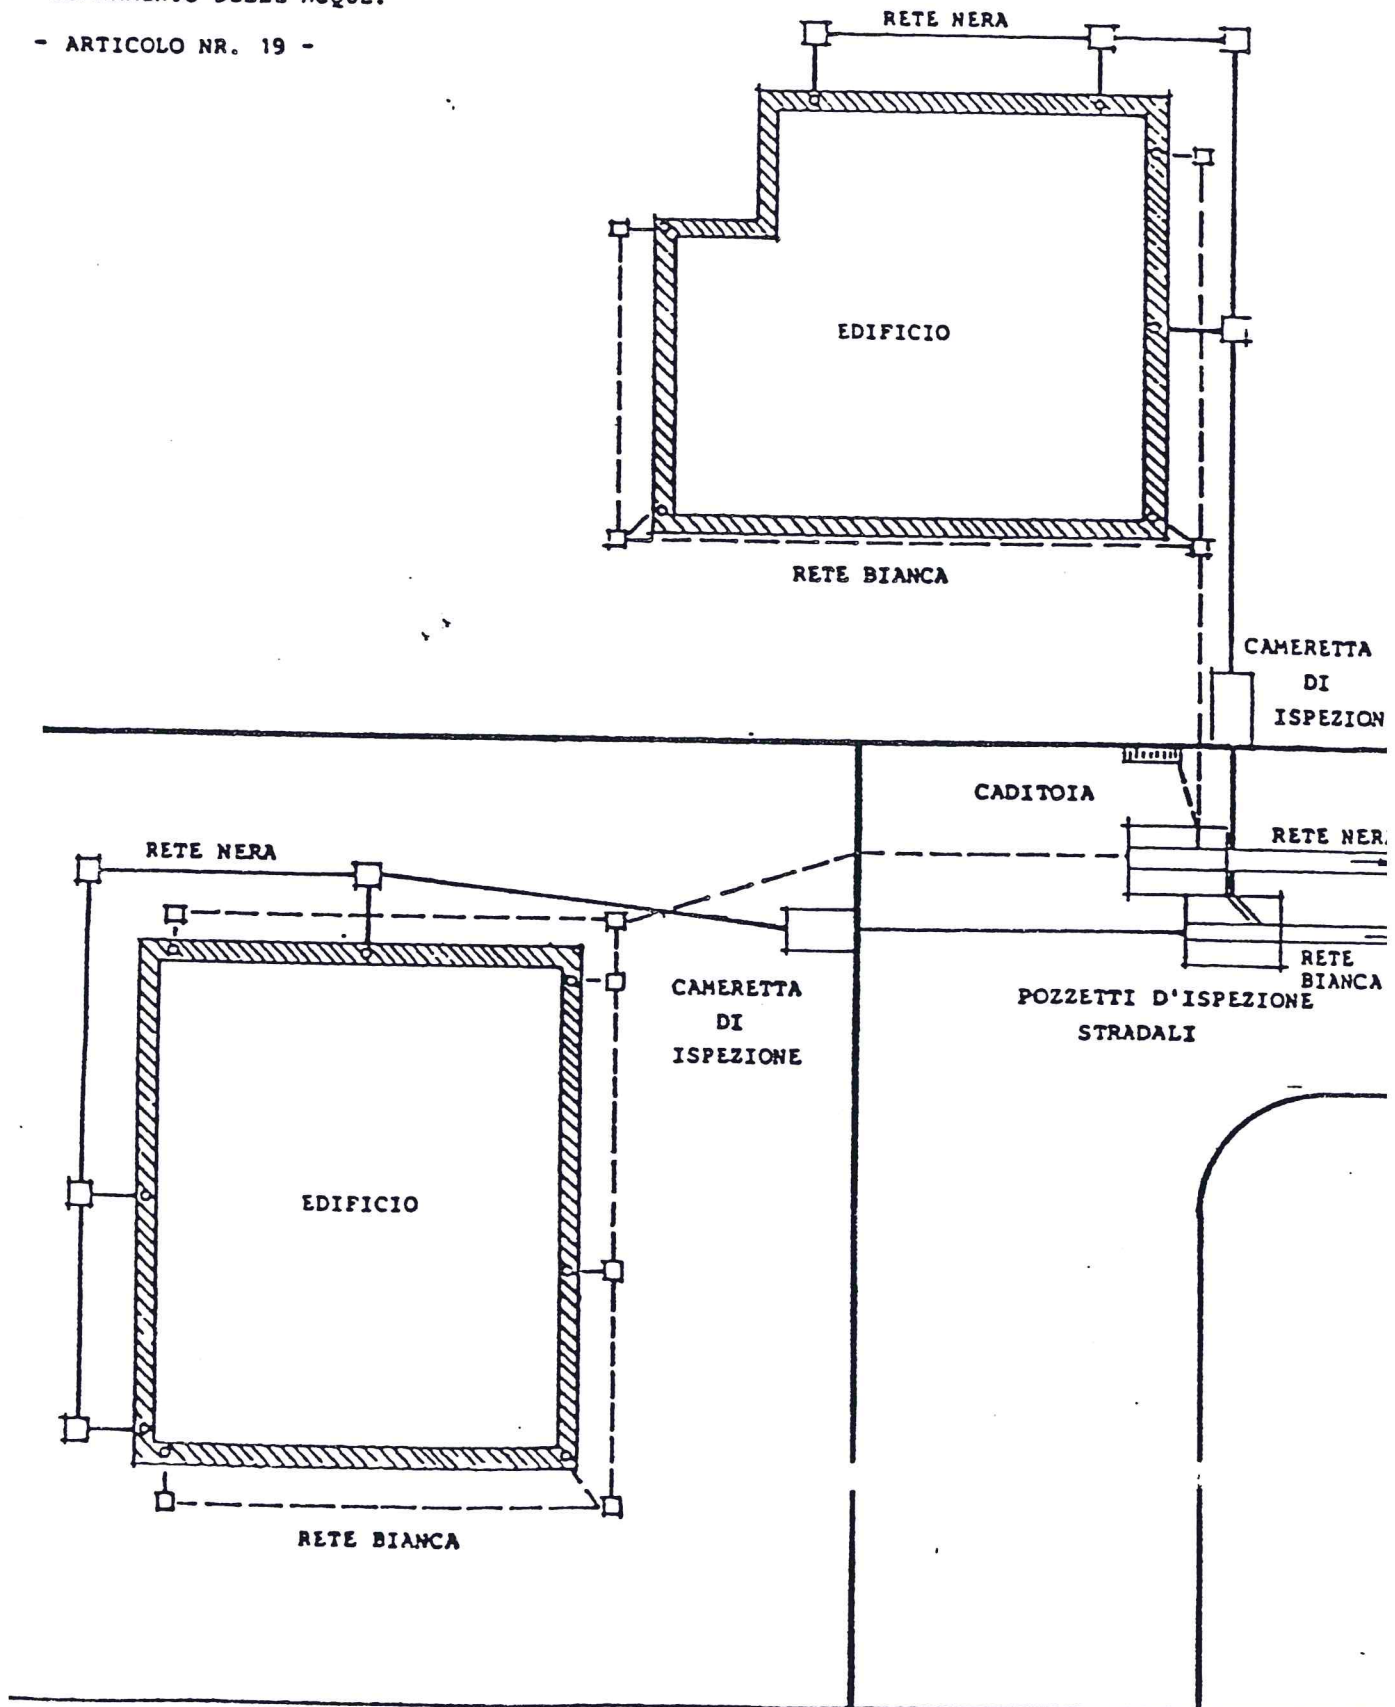 - ARTICOLO NR. 19 -
RETE NERA
EDIFICIO
RETE BIANCA
CAMERETTA
DI
ISPEZION
CADITOIA
RETE NERA
RETE NER
CAMERETTA
DI
ISPEZIONE
RETE
BIANCA
POZZETTI D'ISPEZIONE
STRADALI
EDIFICIO
RETE BIANCA